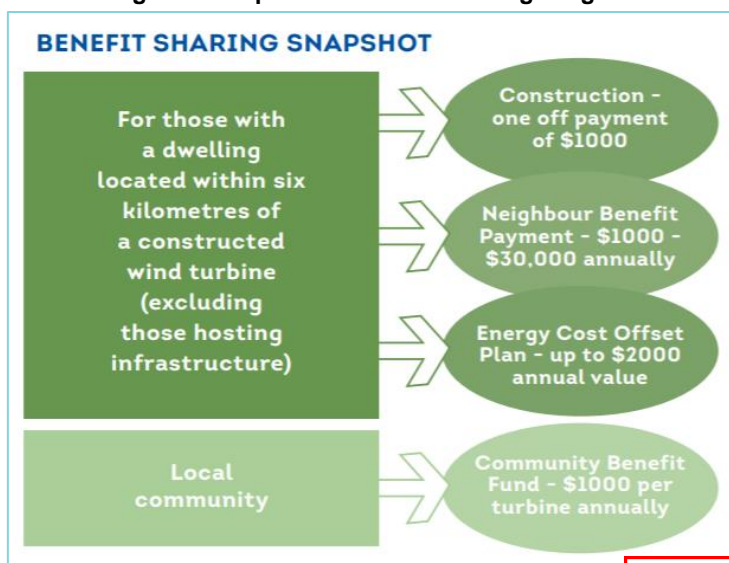 BENEFIT SHARING SNAPSHOT
For those with
a dwelling
located within six
kilometres of
a constructed
wind turbine
(excluding
those hosting
infrastructure)
Construction –
one off payment
of $1000
Neighbour Benefit
Payment – $1000 –
$30,000 annually
Energy Cost Offset
Plan – up to $2000
annual value
Local
community
Community Benefit
Fund – $1000 per
turbine annually